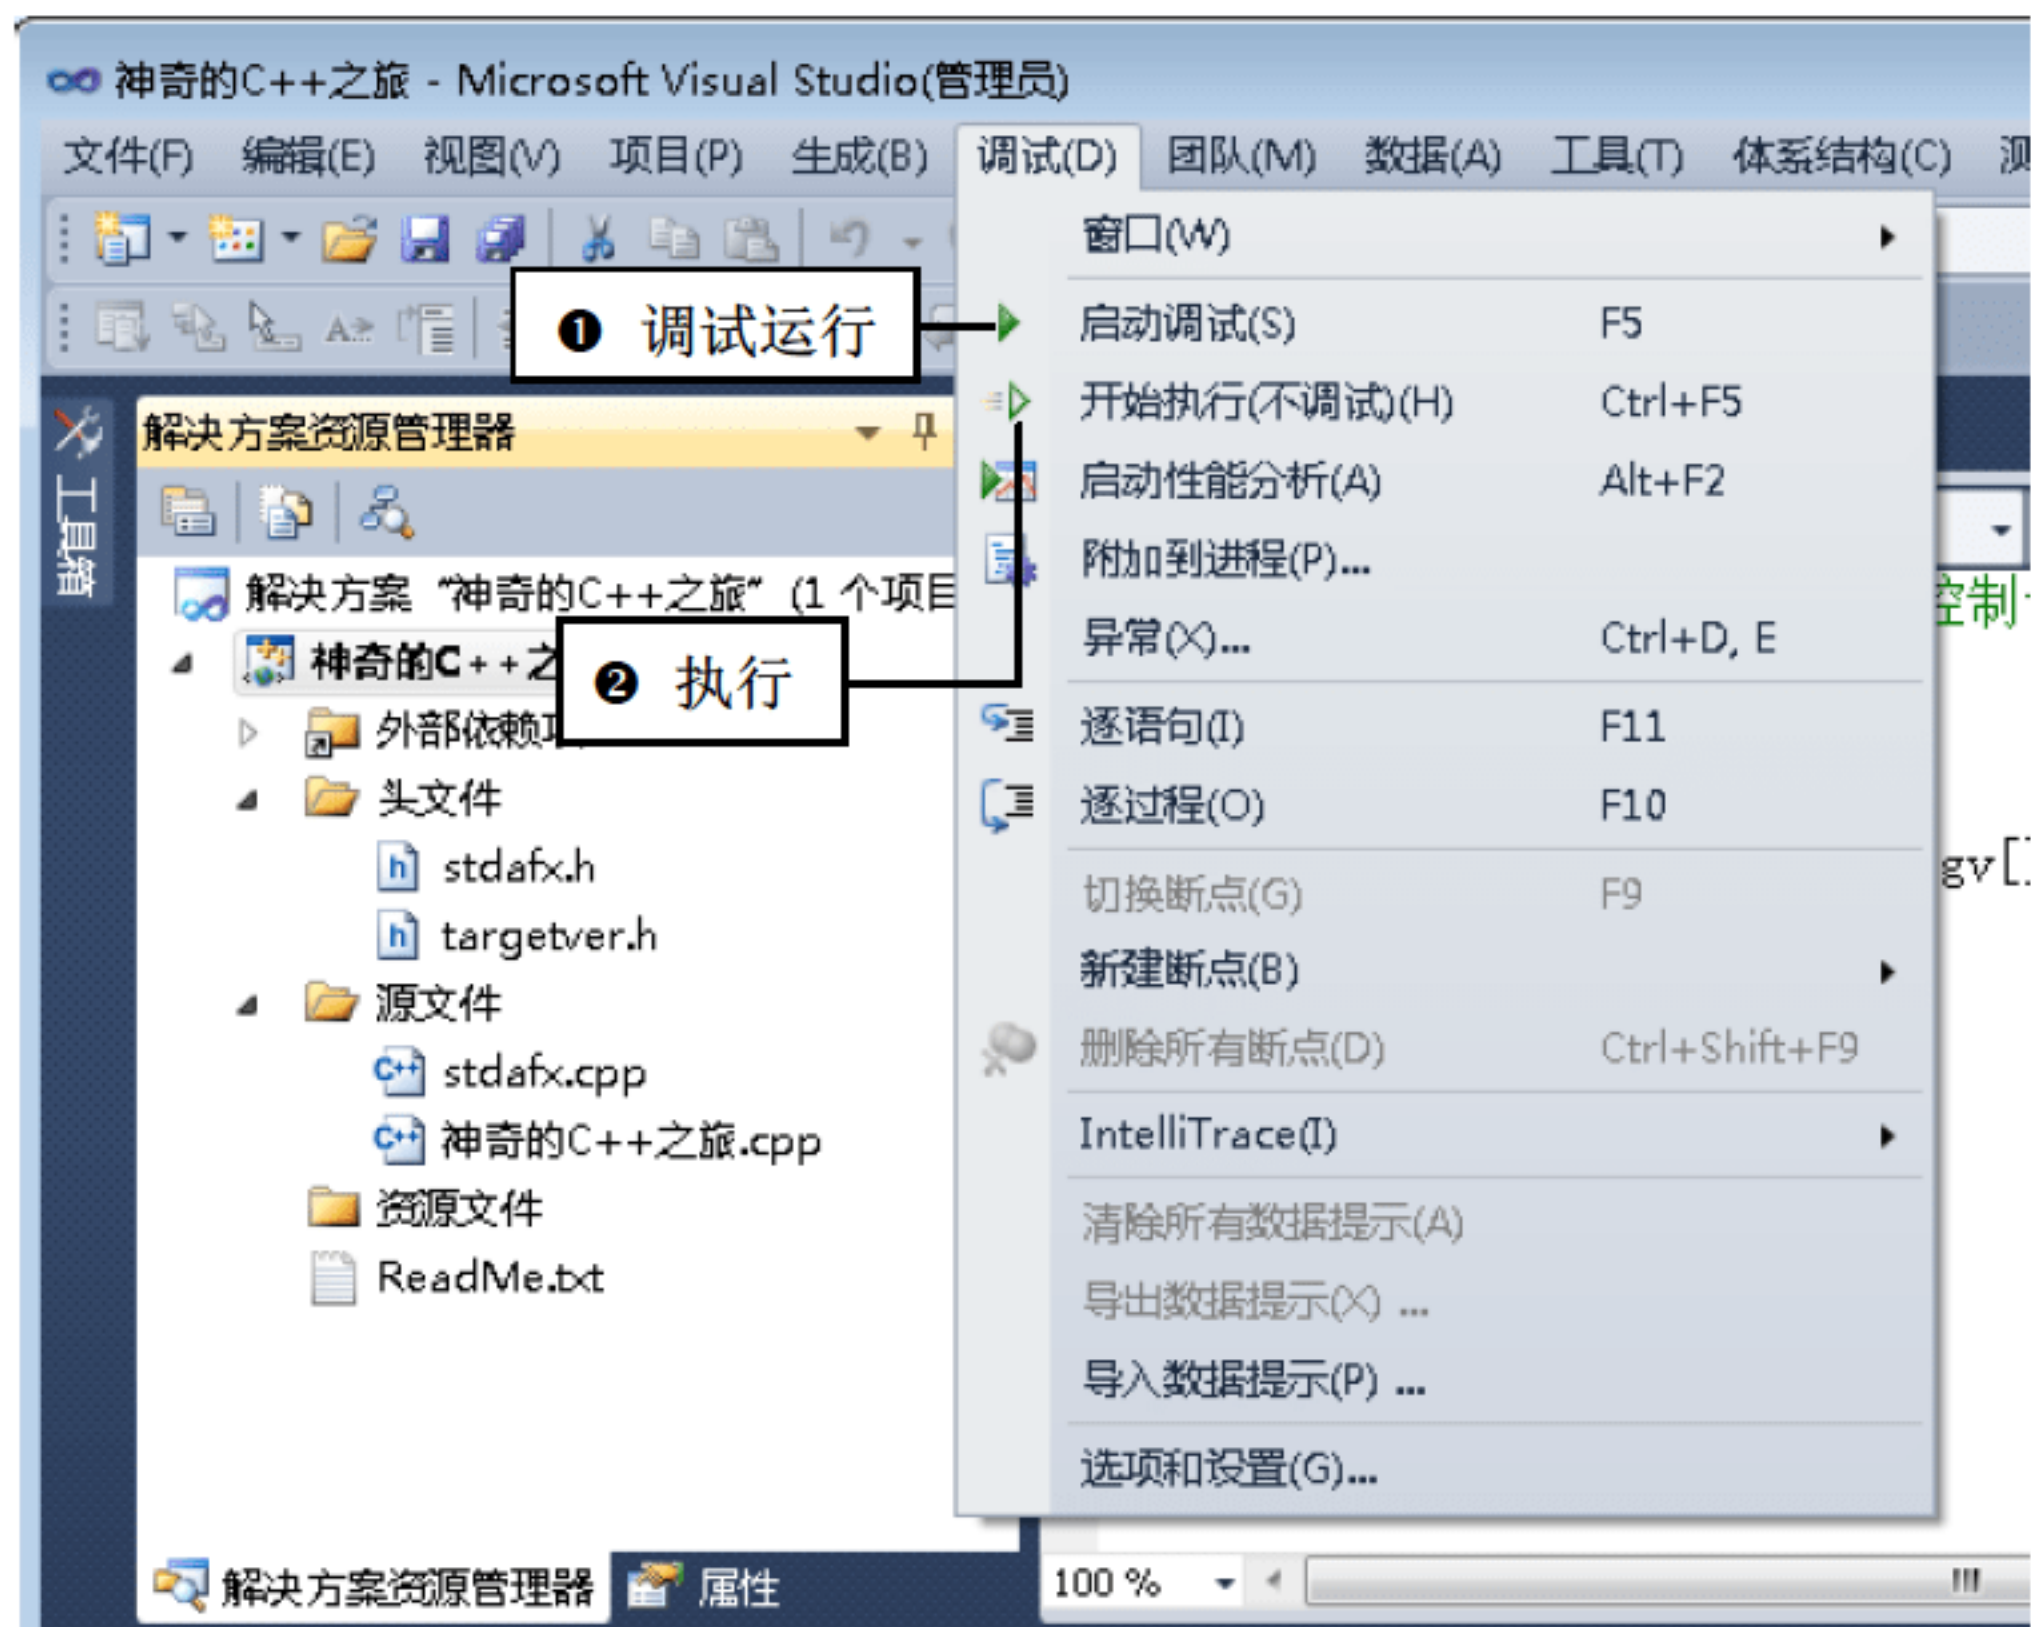 神奇的C++之旅 - Microsoft Visual Studio(管理员)
文件(F) 编辑(E) 视图(V) 项目(P) 生成(B) 调试(D) 团队(M) 数据(A) 工具(T) 体系结构(C) 测
窗口(W)
❶ 调试运行
启动调试(S) F5
开始执行(不调试)(H) Ctrl+F5
启动性能分析(A) Alt+F2
附加到进程(P)...
异常(X)... Ctrl+D, E
❷ 执行
逐语句(I) F11
逐过程(O) F10
切换断点(G) F9
新建断点(B)
删除所有断点(D) Ctrl+Shift+F9
IntelliTrace(I)
清除所有数据提示(A)
导出数据提示(X) ...
导入数据提示(P) ...
选项和设置(G)...
工具箱
解决方案资源管理器
解决方案 “神奇的C++之旅” (1 个项目
神奇的C++之
外部依赖
头文件
stdafx.h
targetver.h
源文件
stdafx.cpp
神奇的C++之旅.cpp
资源文件
ReadMe.txt
控制
gv[]
解决方案资源管理器 属性
100 %